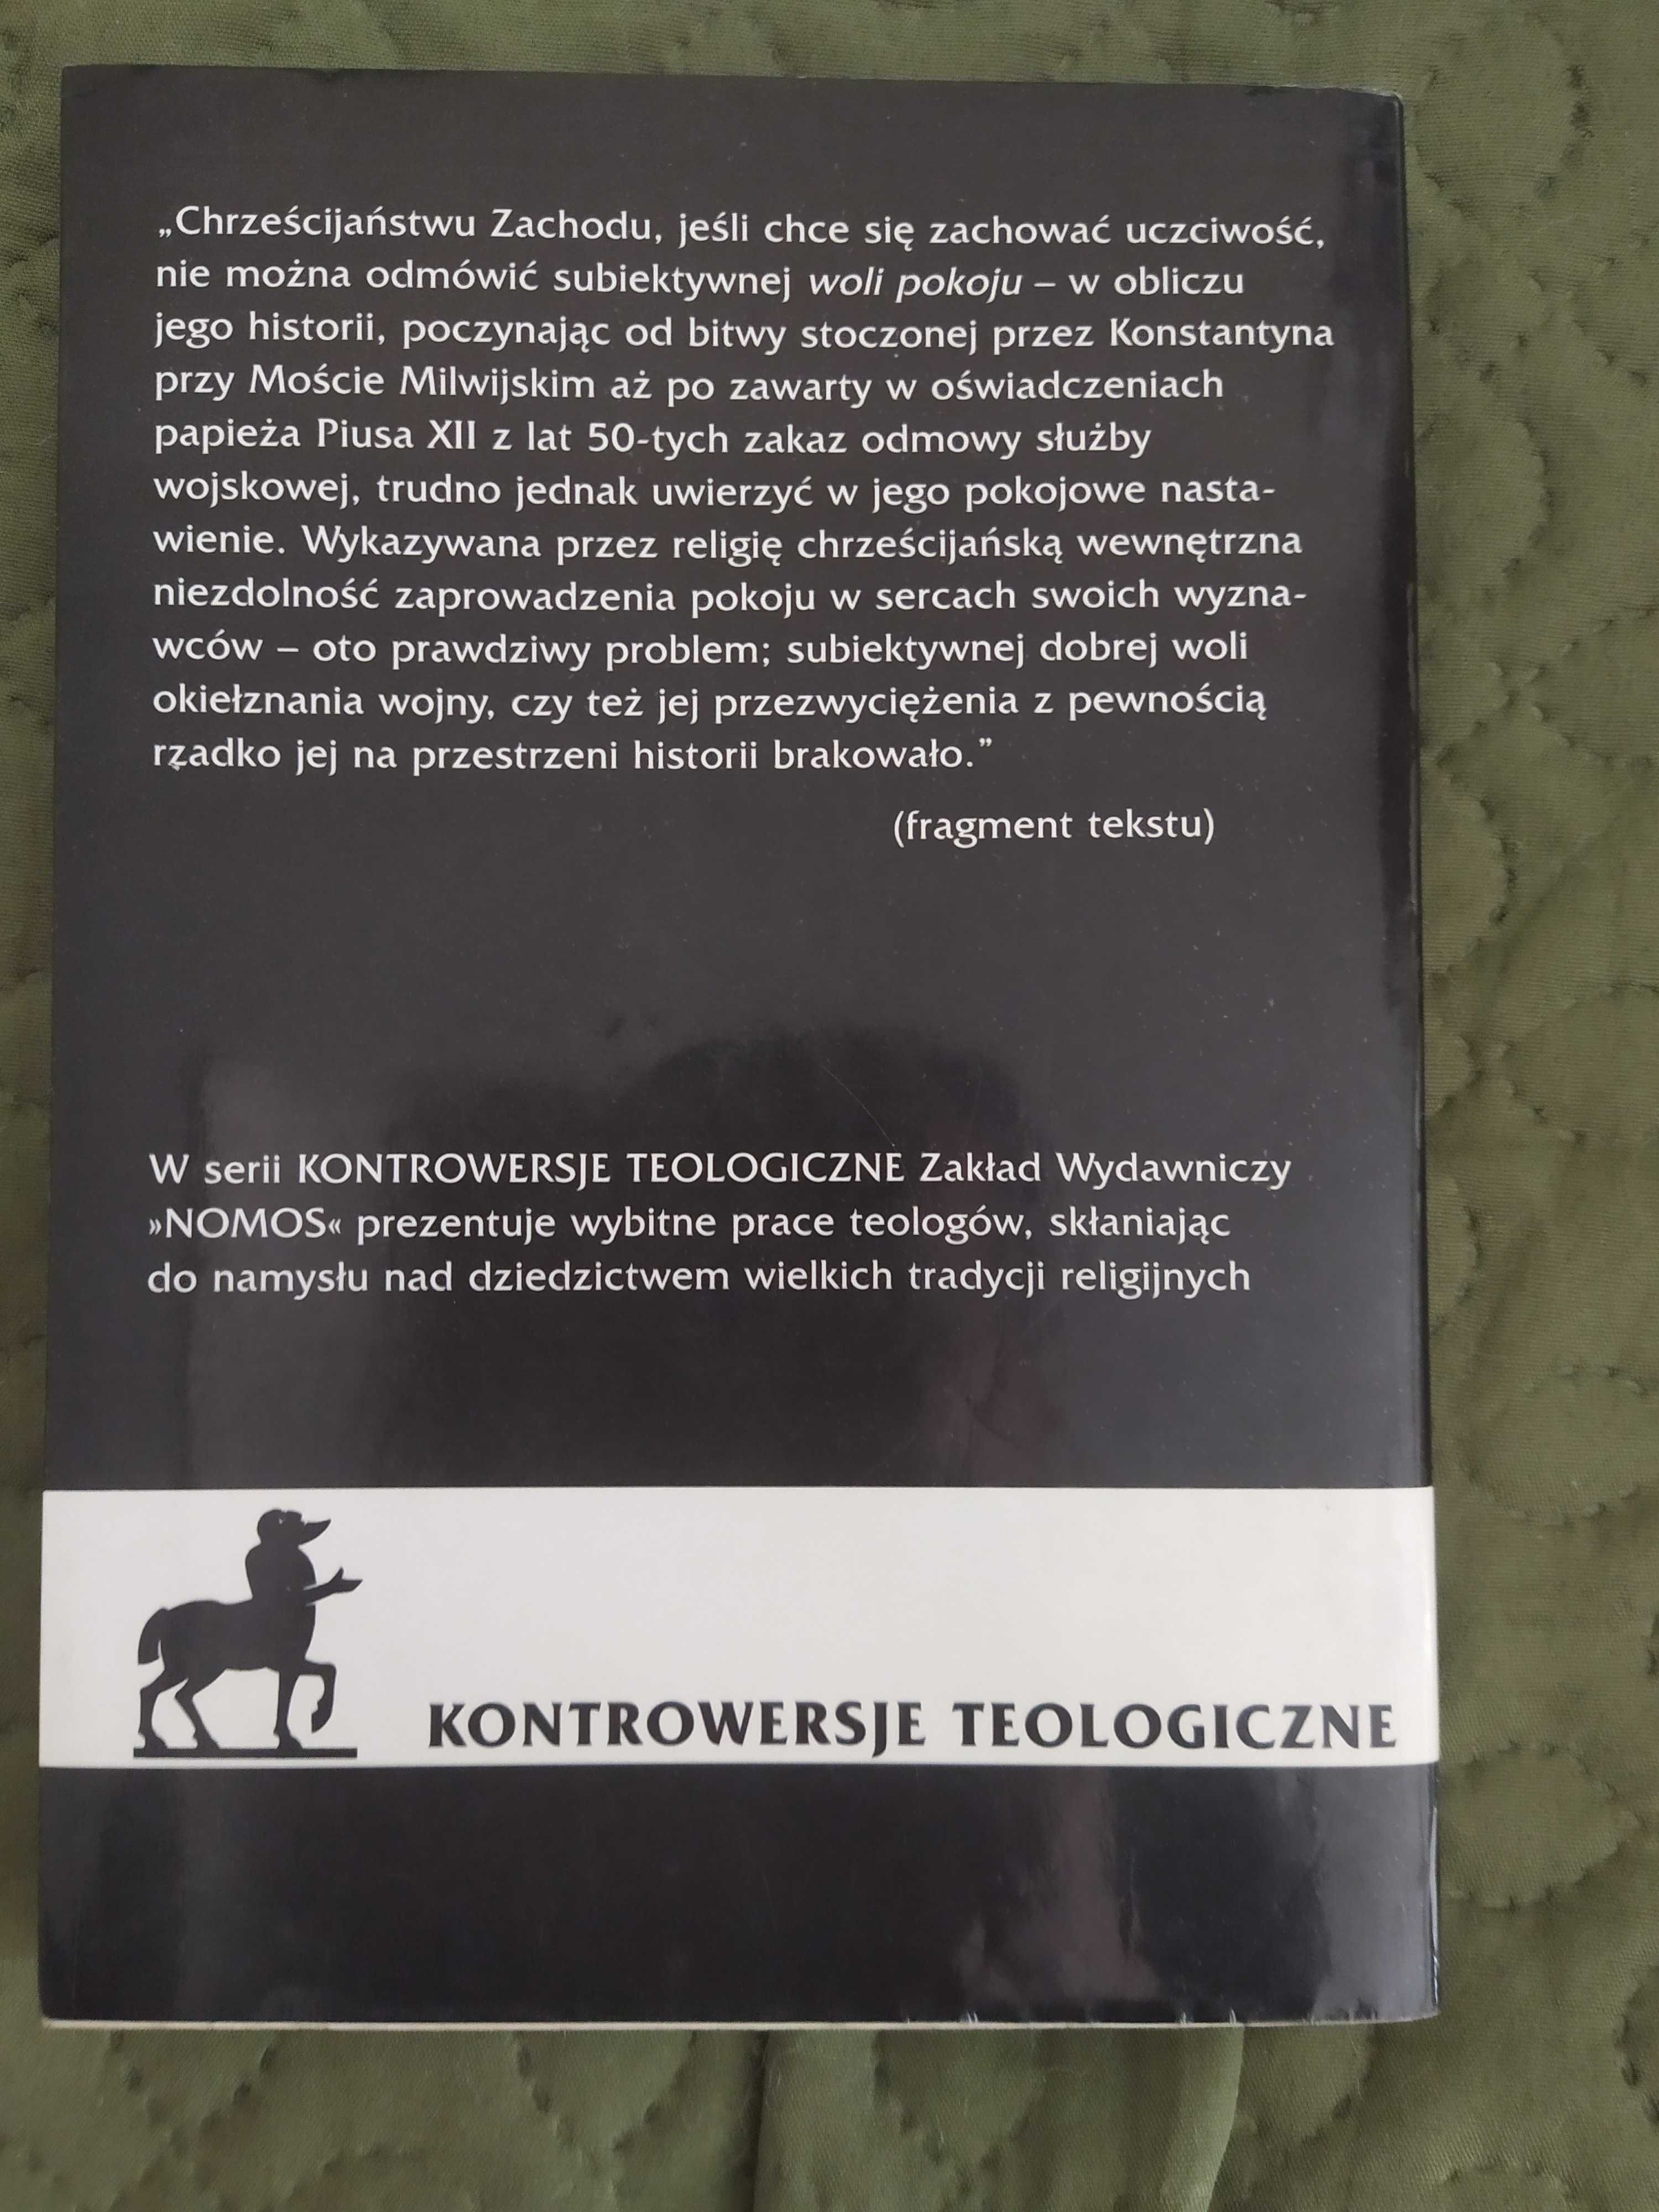 „Chrześcijaństwu Zachodu, jeśli chce się zachować uczciwość,
nie można odmówić subiektywnej woli pokoju – w obliczu
jego historii, poczynając od bitwy stoczonej przez Konstantyna
przy Moście Milwijskim aż po zawarty w oświadczeniach
papieża Piusa XII z lat 50-tych zakaz odmowy służby
wojskowej, trudno jednak uwierzyć w jego pokojowe nasta-
wienie. Wykazywana przez religię chrześcijańską wewnętrzna
niezdolność zaprowadzenia pokoju w sercach swoich wyzna-
wców – oto prawdziwy problem; subiektywnej dobrej woli
okiełznania wojny, czy też jej przezwyciężenia z pewnością
rzadko jej na przestrzeni historii brakowało.”
(fragment tekstu)
W serii KONTROWERSJE TEOLOGICZNE Zakład Wydawniczy
»NOMOS« prezentuje wybitne prace teologów, skłaniając
do namysłu nad dziedzictwem wielkich tradycji religijnych
KONTROWERSJE TEOLOGICZNE